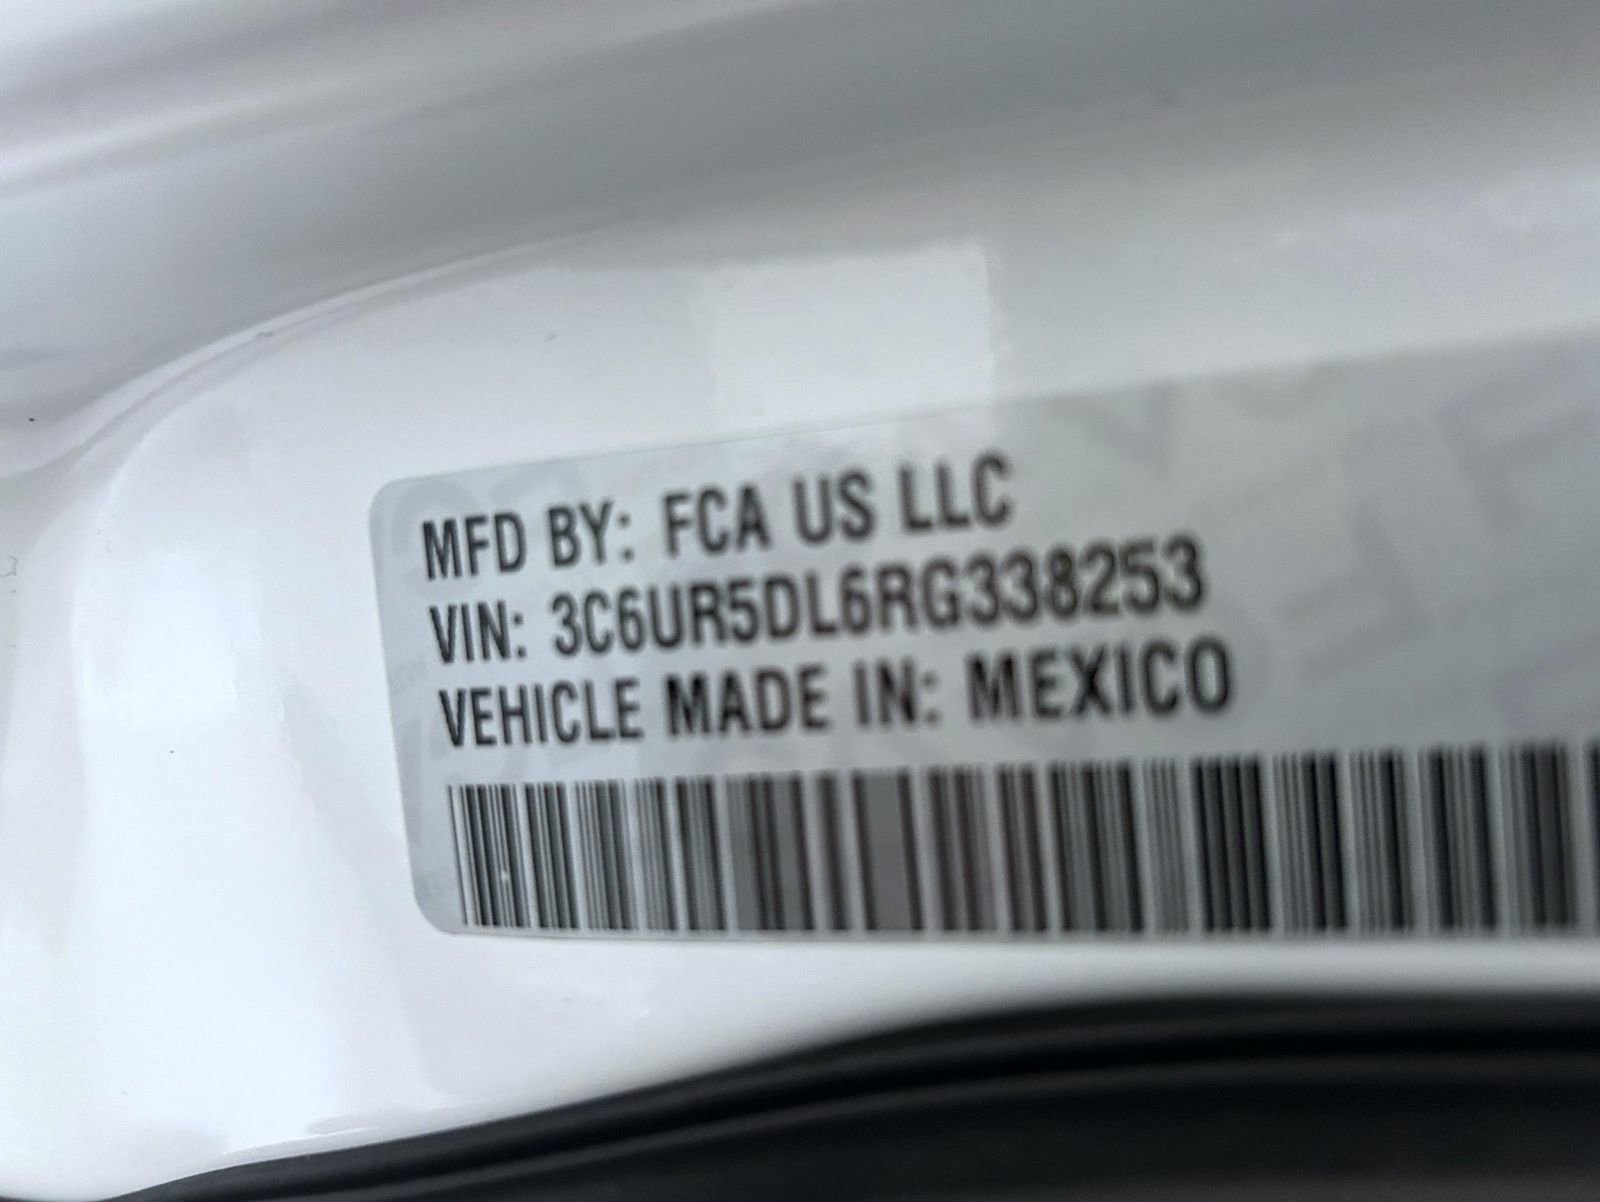 MFD BY: FCA US LLC
VIN: 3C6UR5DL6RG338253
VEHICLE MADE IN: MEXICO